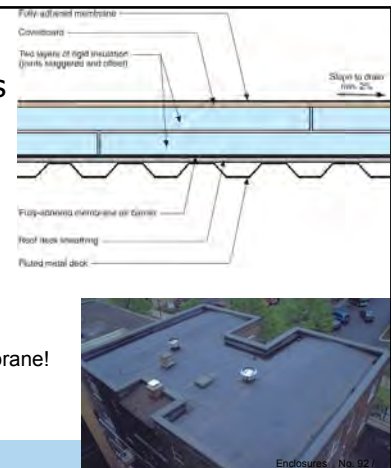 Fully-adhered membrane
Coverboard
Two layers of rigid insulation
(joints staggered and offset)
s
Slope to drain
min. 2%
Fully-adhered membrane air barrier
Roof deck sheathing
Fluted metal deck
rane!
Enclosures No. 92